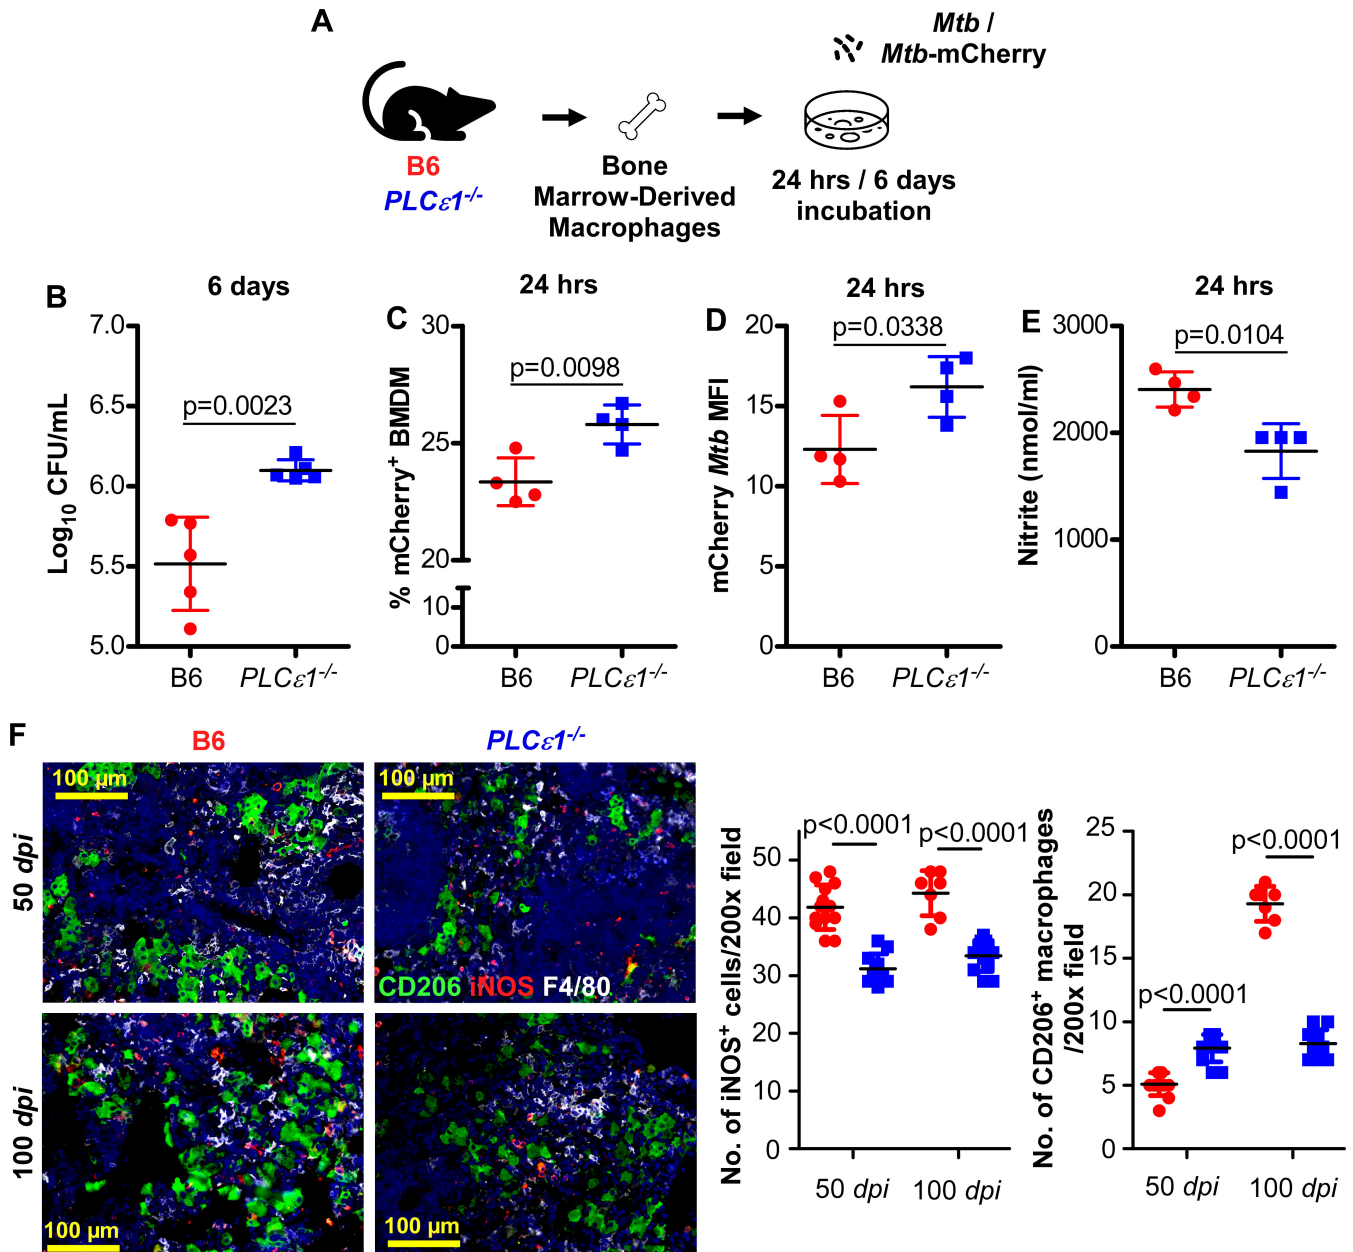 A
Mtb /
Mtb-mCherry
B6
PLCε1-/-
Bone
Marrow-Derived
Macrophages
24 hrs / 6 days
incubation
B
6 days
Log10 CFU/mL
7.0
6.5
6.0
5.5
5.0
p=0.0023
B6
PLCε1-/-
C
24 hrs
% mCherry+ BMDM
30
25
20
10
0
p=0.0098
B6
PLCε1-/-
D
24 hrs
mCherry Mtb MFI
20
15
10
5
0
p=0.0338
B6
PLCε1-/-
E
24 hrs
Nitrite (nmol/ml)
3000
2000
1000
0
p=0.0104
B6
PLCε1-/-
F
B6
PLCε1-/-
50 dpi
100 dpi
100 µm
100 µm
CD206 iNOS F4/80
100 µm
100 µm
No. of iNOS+ cells/200x field
50
40
30
20
10
0
p<0.0001
p<0.0001
50 dpi
100 dpi
No. of CD206+ macrophages
/200x field
25
20
15
10
5
0
p<0.0001
p<0.0001
50 dpi
100 dpi